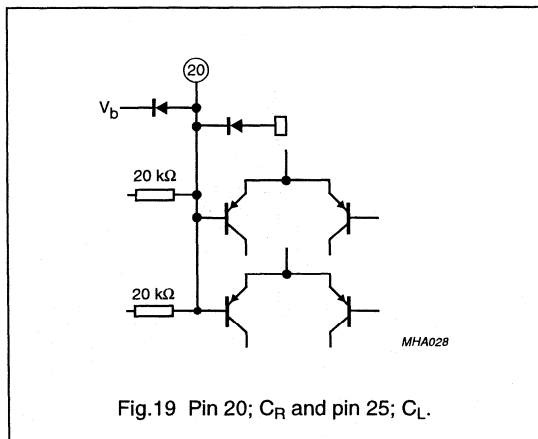 20
V_b
20 kΩ
20 kΩ
MHA028
Fig.19 Pin 20; C_R and pin 25; C_L.